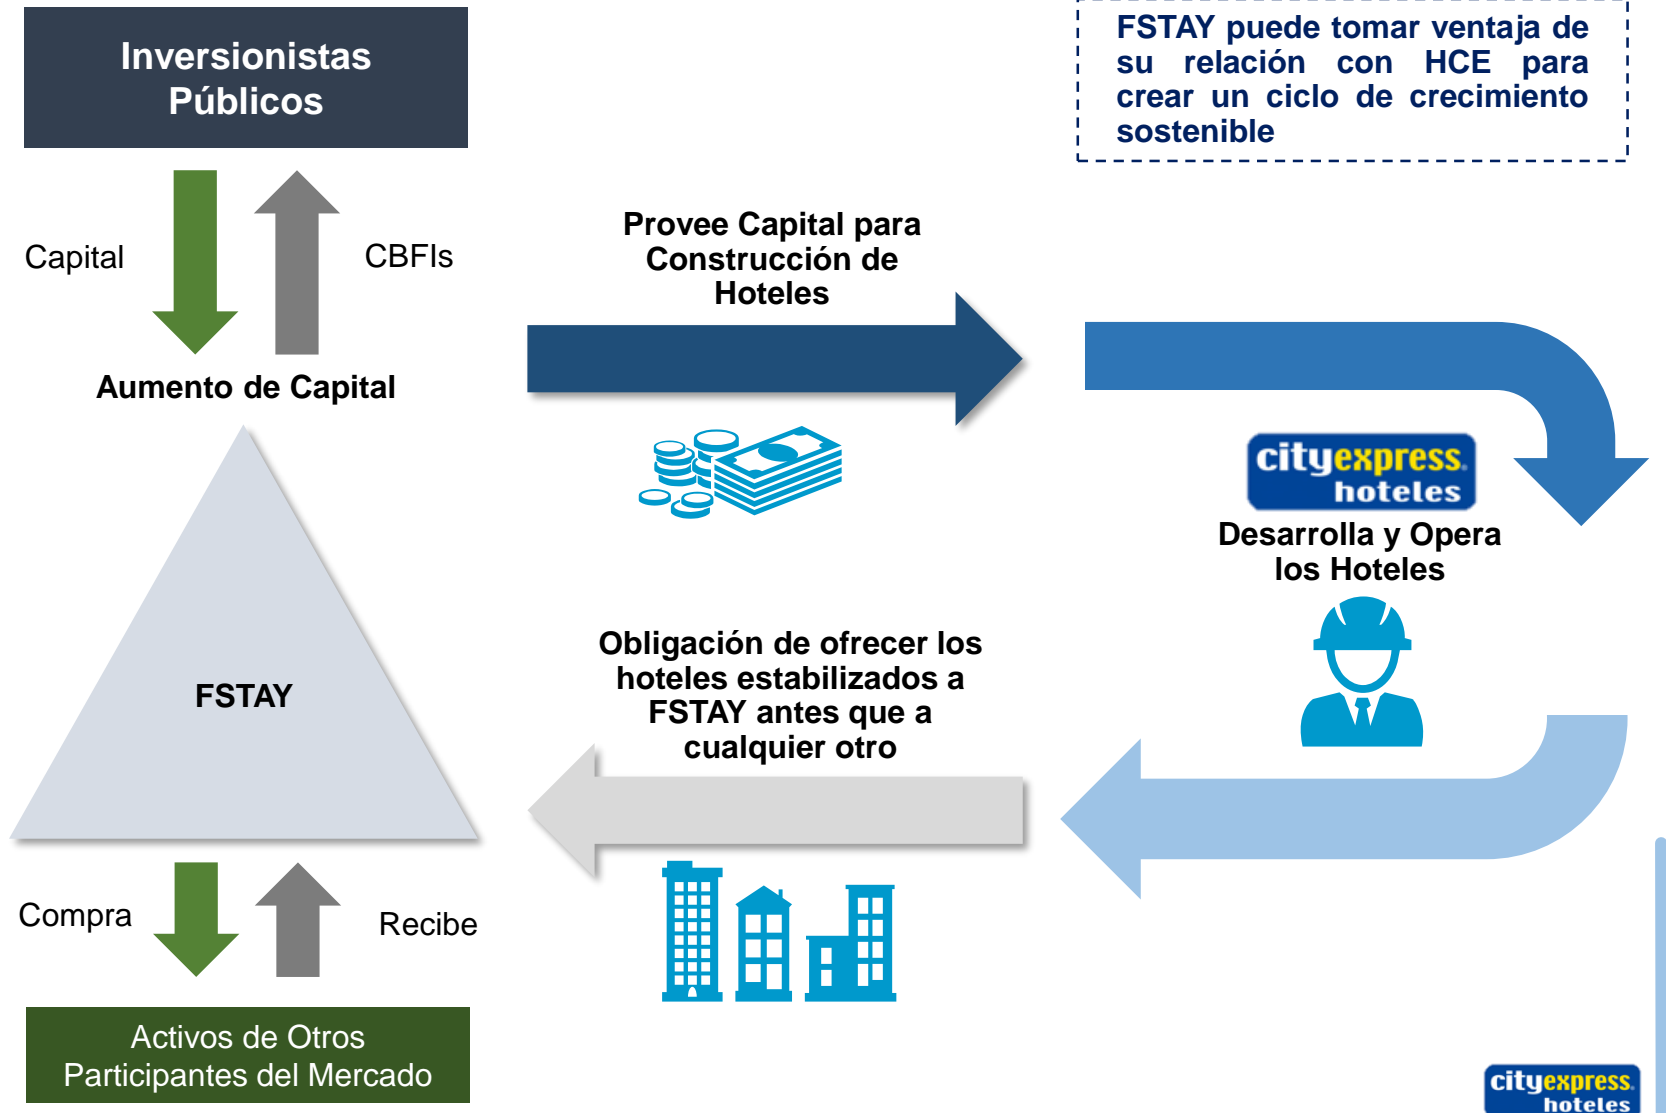 Inversionistas
Públicos
FSTAY puede tomar ventaja de
su relación con HCE para
crear un ciclo de crecimiento
sostenible
Capital
CBFIs
Aumento de Capital
Provee Capital para
Construcción de
Hoteles
cityexpress.
hoteles
Desarrolla y Opera
los Hoteles
FSTAY
Obligación de ofrecer los
hoteles estabilizados a
FSTAY antes que a
cualquier otro
Compra
Recibe
Activos de Otros
Participantes del Mercado
cityexpress.
hoteles